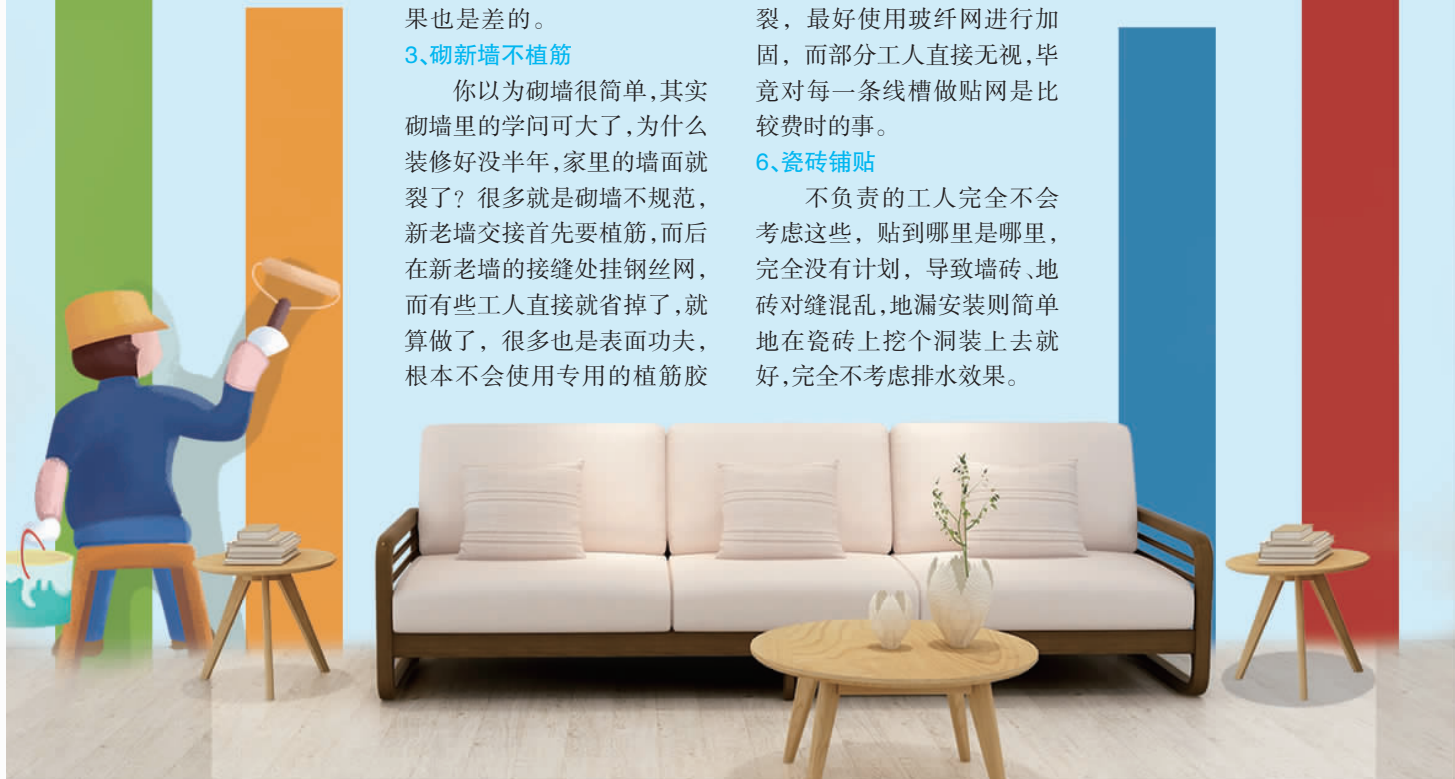 果也是差的。
3、砌新墙不植筋
你以为砌墙很简单,其实
砌墙里的学问可大了,为什么
装修好没半年,家里的墙面就
裂了? 很多就是砌墙不规范,
新老墙交接首先要植筋,而后
在新老墙的接缝处挂钢丝网,
而有些工人直接就省掉了,就
算做了，很多也是表面功夫,
根本不会使用专用的植筋胶
裂，最好使用玻纤网进行加
固，而部分工人直接无视,毕
竟对每一条线槽做贴网是比
较费时的事。
6、瓷砖铺贴
不负责的工人完全不会
考虑这些，贴到哪里是哪里,
完全没有计划，导致墙砖、地
砖对缝混乱,地漏安装则简单
地在瓷砖上挖个洞装上去就
好,完全不考虑排水效果。